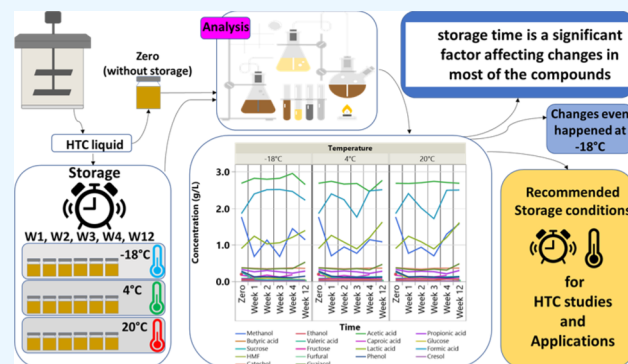 Zero
(without storage)
Analysis
storage time is a significant
factor affecting changes in
most of the compounds
HTC liquid
Changes even
happened at
-18°C
Storage
W1, W2, W3, W4, W12
-18°C
4°C
20°C
Temperature
-18°C 4°C 20°C
Concentration (g/L)
3.0
2.0
1.0
0.0
Zero
Week 1
Week 2
Week 3
Week 4
Week 12
Zero
Week 1
Week 2
Week 3
Week 4
Week 12
Zero
Week 1
Week 2
Week 3
Week 4
Week 12
Time
Methanol Ethanol Acetic acid Propionic acid
Butyric acid Valeric acid Caproic acid Glucose
Sucrose Fructose Lactic acid Formic acid
HMF Furfural Phenol Cresol
Recommended
Storage conditions
for
HTC studies
and
Applications